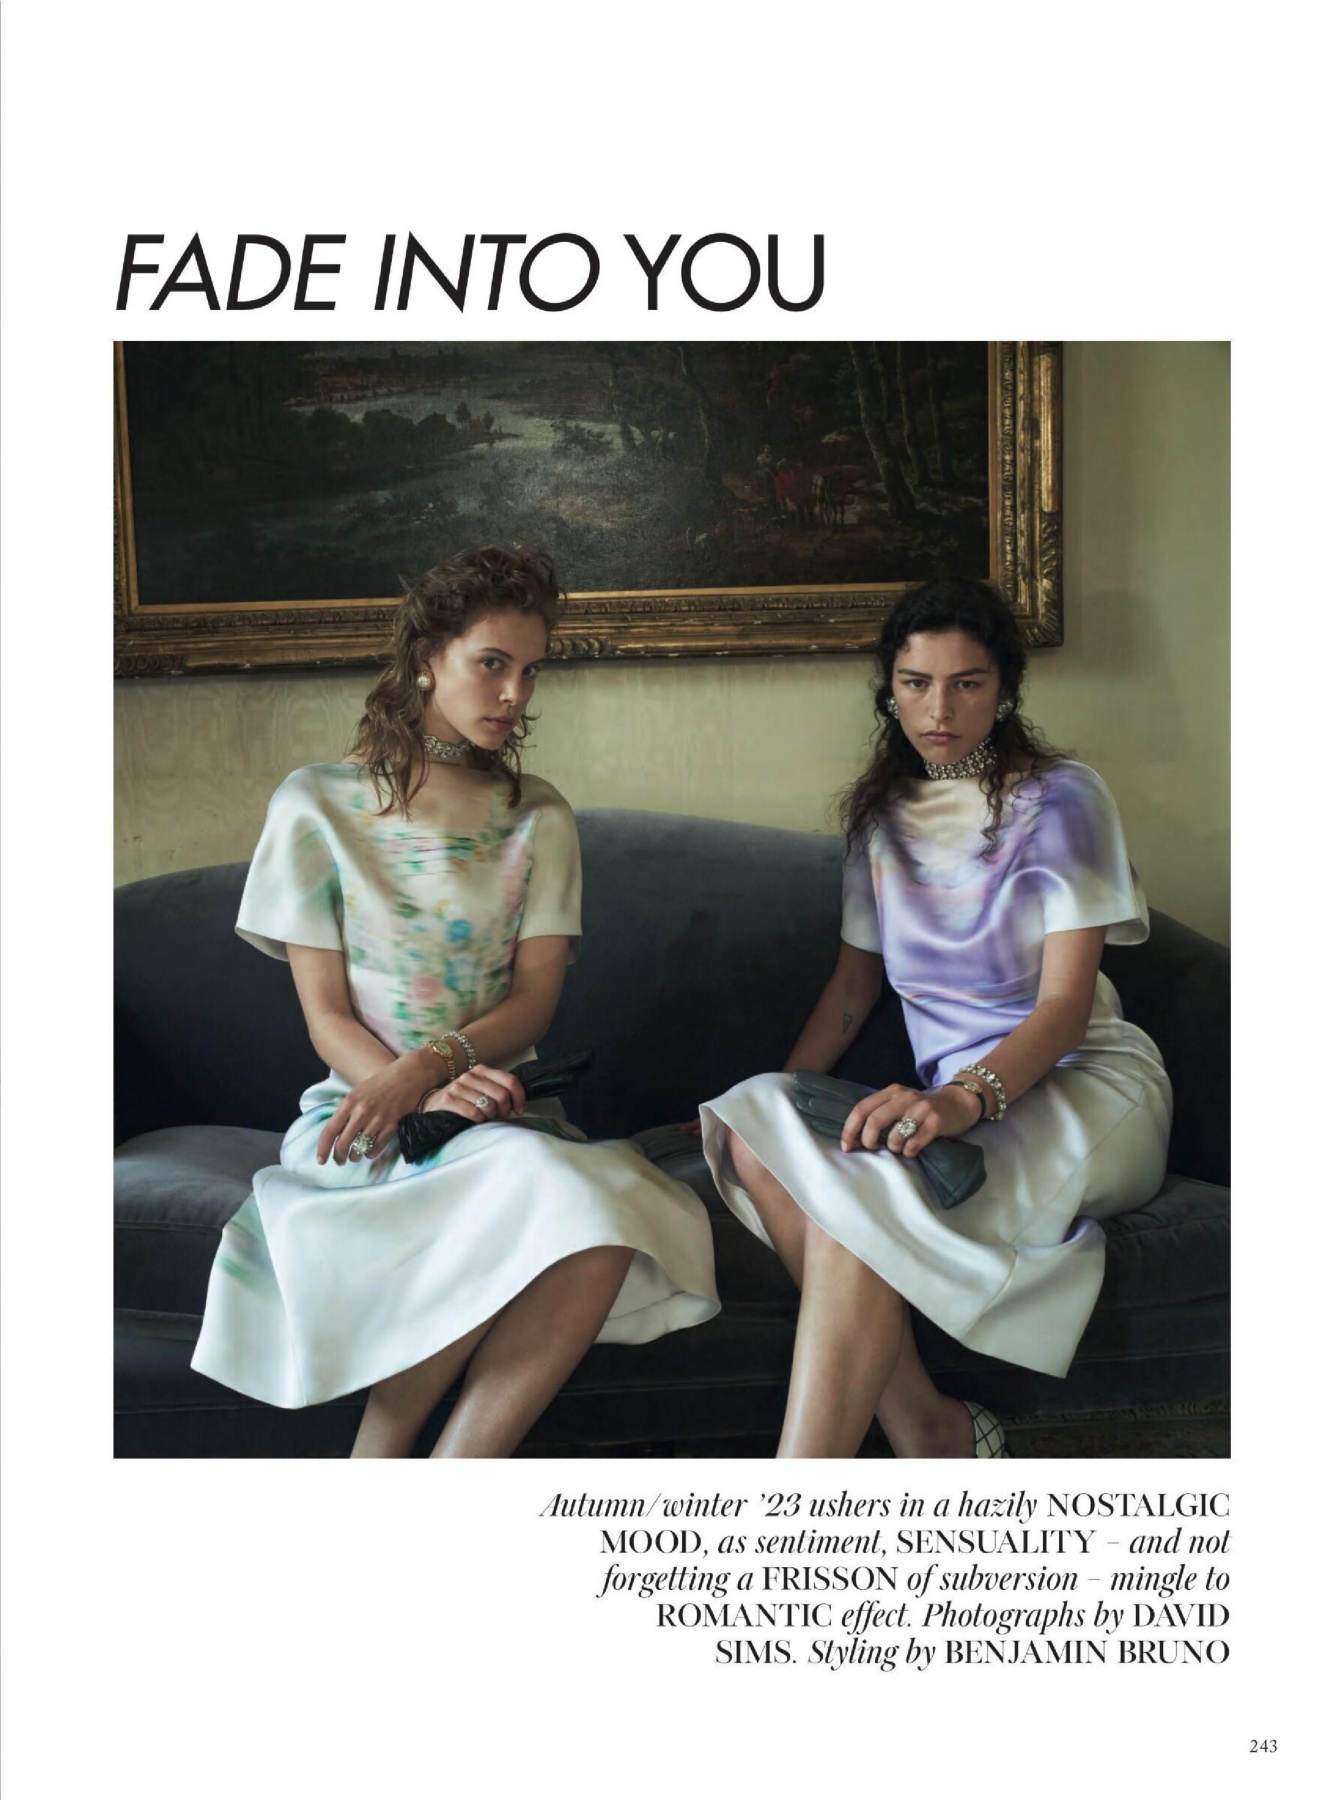 FADE INTO YOU
Autumn/winter ’23 ushers in a hazily NOSTALGIC
MOOD, as sentiment, SENSUALITY – and not
forgetting a FRISSON of subversion – mingle to
ROMANTIC effect. Photographs by DAVID
SIMS. Styling by BENJAMIN BRUNO
243